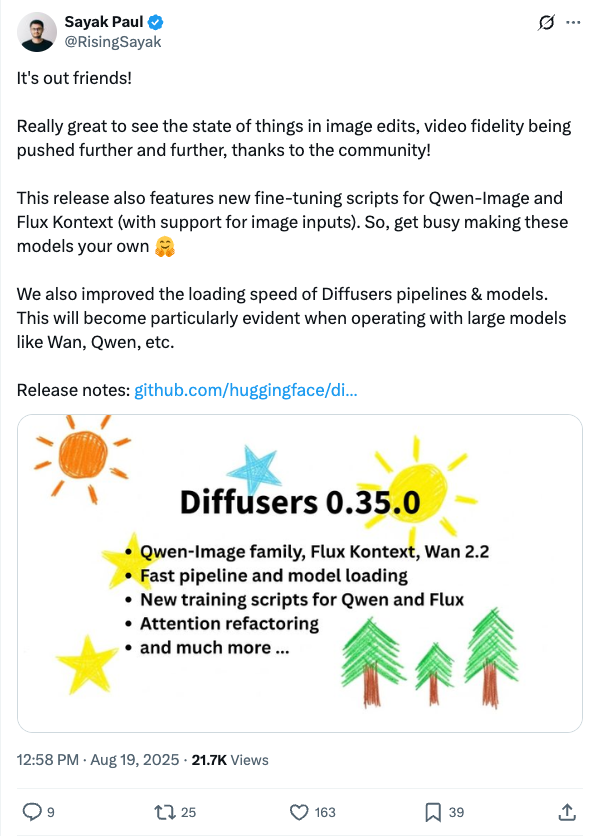 Sayak Paul
@RisingSayak
It's out friends!
Really great to see the state of things in image edits, video fidelity being
pushed further and further, thanks to the community!
This release also features new fine-tuning scripts for Qwen-Image and
Flux Kontext (with support for image inputs). So, get busy making these
models your own 🤗
We also improved the loading speed of Diffusers pipelines & models.
This will become particularly evident when operating with large models
like Wan, Qwen, etc.
Release notes: github.com/huggingface/di...
Diffusers 0.35.0
• Qwen-Image family, Flux Kontext, Wan 2.2
• Fast pipeline and model loading
• New training scripts for Qwen and Flux
• Attention refactoring
• and much more ...
12:58 PM · Aug 19, 2025 · 21.7K Views
9 25 163 39